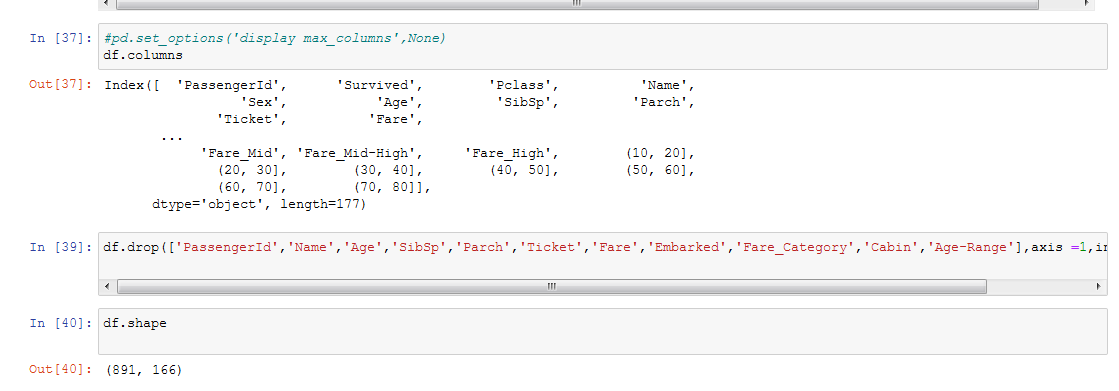 In [37]: #pd.set_options('display max_columns',None)
df.columns
Out[37]: Index([ 'PassengerId', 'Survived', 'Pclass', 'Name',
'Sex', 'Age', 'SibSp', 'Parch',
'Ticket', 'Fare',
...
'Fare_Mid', 'Fare_Mid-High', 'Fare_High', (10, 20],
(20, 30], (30, 40], (40, 50], (50, 60],
(60, 70], (70, 80]],
dtype='object', length=177)
In [39]: df.drop(['PassengerId','Name','Age','SibSp','Parch','Ticket','Fare','Embarked','Fare_Category','Cabin','Age-Range'],axis =1,in
In [40]: df.shape
Out[40]: (891, 166)